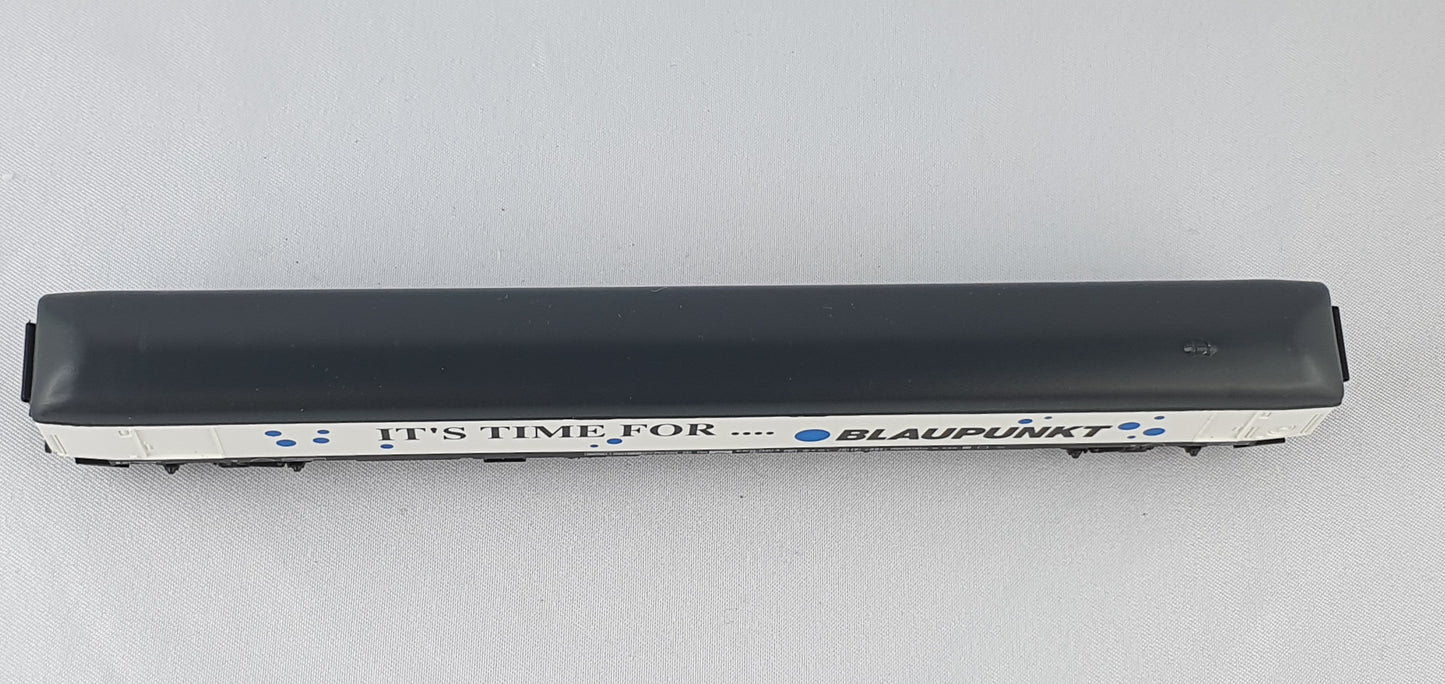 IT'S TIME FOR .... BLAUPUNKT